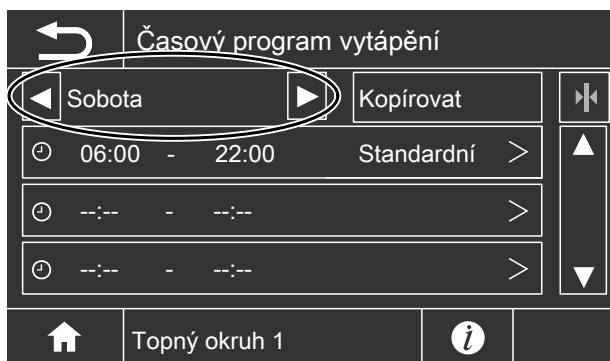 Časový program vytápění
Sobota Kopírovat
06:00 - 22:00 Standardní >
--:-- - --:-- >
--:-- - --:-- >
Topný okruh 1 i